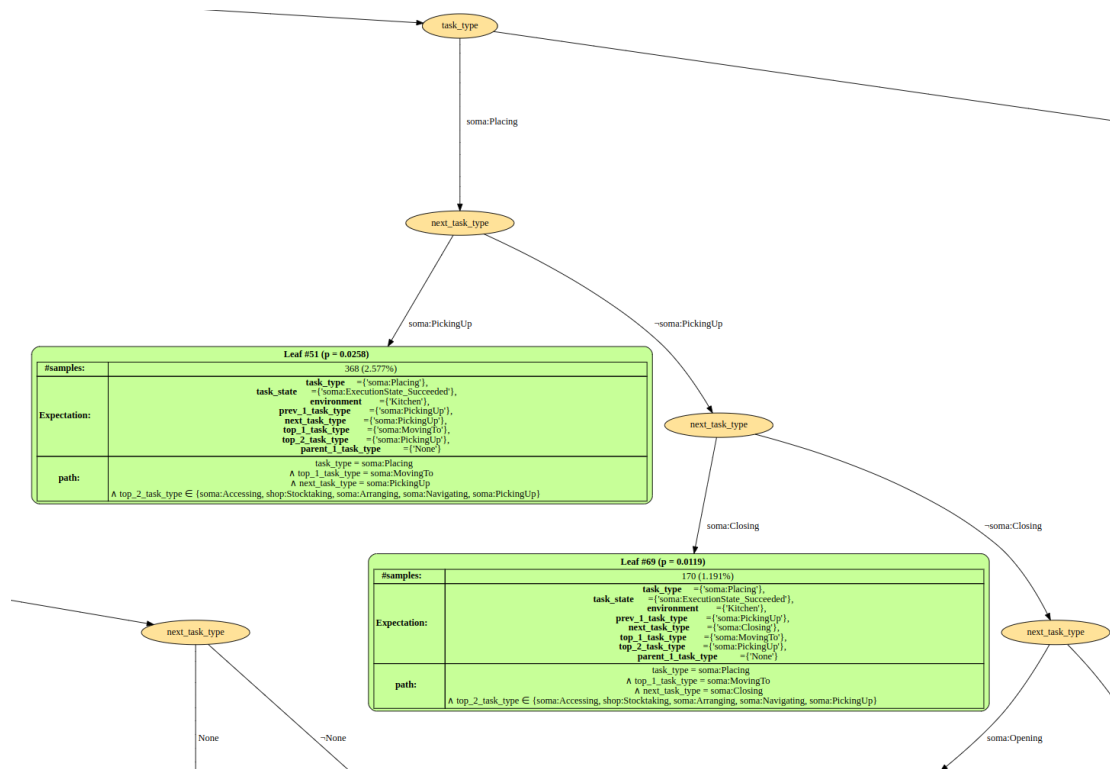 task_type
soma:Placing
next_task_type
soma:PickingUp
¬soma:PickingUp
Leaf #51 (p = 0.0258)
#samples: 368 (2.577%)
Expectation:
task_type ={'soma:Placing'},
task_state ={'soma:ExecutionState_Succeeded'},
environment ={'Kitchen'},
prev_1_task_type ={'soma:PickingUp'},
next_task_type ={'soma:PickingUp'},
top_1_task_type ={'soma:MovingTo'},
top_2_task_type ={'soma:PickingUp'},
parent_1_task_type ={'None'}
path:
task_type = soma:Placing
∧ top_1_task_type = soma:MovingTo
∧ next_task_type = soma:PickingUp
∧ top_2_task_type ∈ {soma:Accessing, shop:Stocktaking, soma:Arranging, soma:Navigating, soma:PickingUp}
next_task_type
soma:Closing
¬soma:Closing
Leaf #69 (p = 0.0119)
#samples: 170 (1.191%)
Expectation:
task_type ={'soma:Placing'},
task_state ={'soma:ExecutionState_Succeeded'},
environment ={'Kitchen'},
prev_1_task_type ={'soma:PickingUp'},
next_task_type ={'soma:Closing'},
top_1_task_type ={'soma:MovingTo'},
top_2_task_type ={'soma:PickingUp'},
parent_1_task_type ={'None'}
path:
task_type = soma:Placing
∧ top_1_task_type = soma:MovingTo
∧ next_task_type = soma:Closing
∧ top_2_task_type ∈ {soma:Accessing, shop:Stocktaking, soma:Arranging, soma:Navigating, soma:PickingUp}
next_task_type
next_task_type
None
¬None
soma:Opening